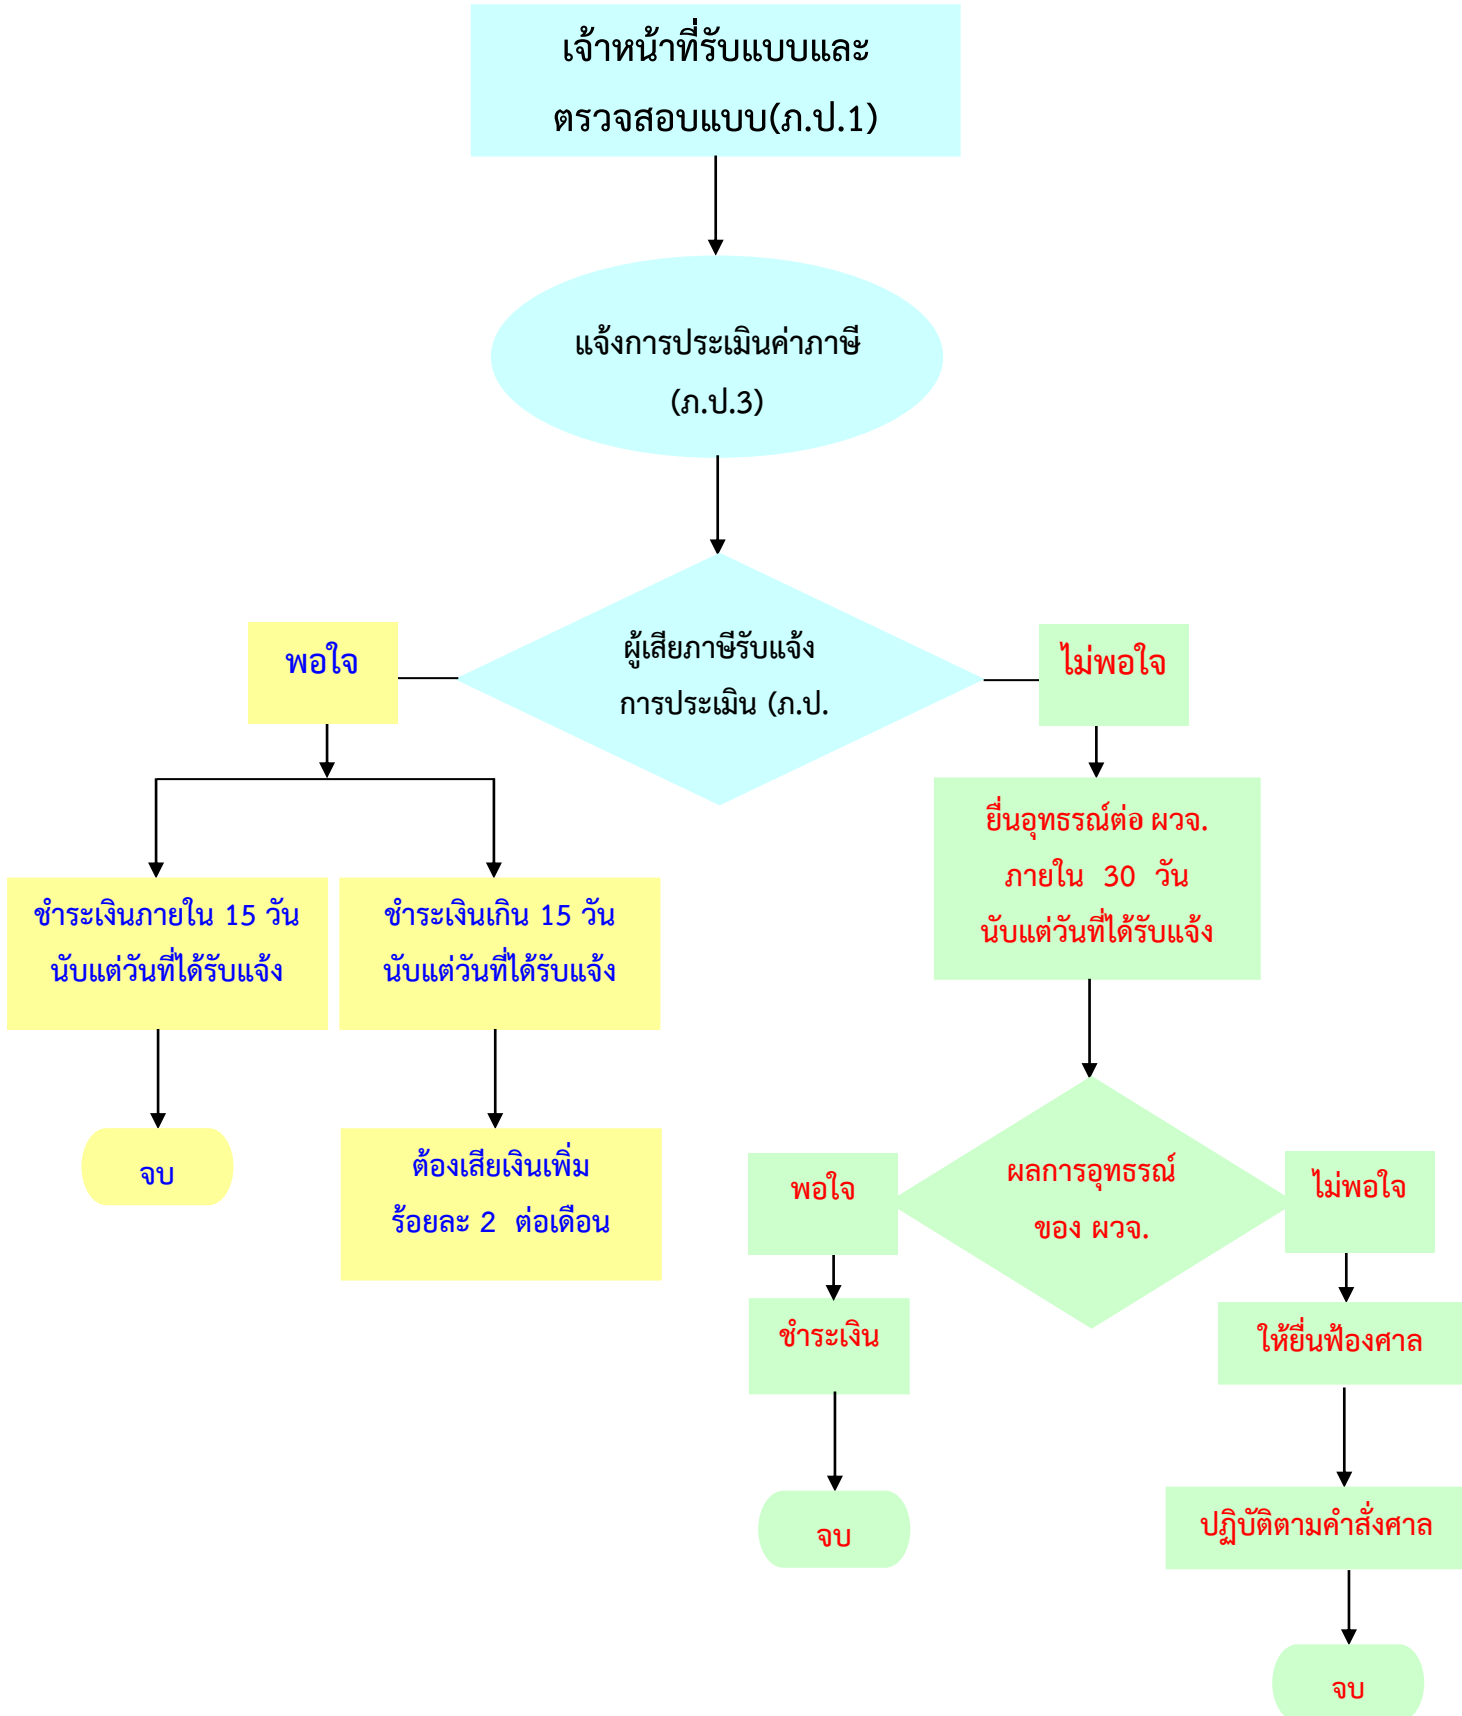 เจ้าหน้าที่รับแบบและ
ตรวจสอบแบบ(ภ.ป.1)
แจ้งการประเมินค่าภาษี
(ภ.ป.3)
ผู้เสียภาษีรับแจ้ง
การประเมิน (ภ.ป.
พอใจ
ไม่พอใจ
ชำระเงินภายใน 15 วัน
นับแต่วันที่ได้รับแจ้ง
ชำระเงินเกิน 15 วัน
นับแต่วันที่ได้รับแจ้ง
จบ
ต้องเสียเงินเพิ่ม
ร้อยละ 2 ต่อเดือน
ยื่นอุทธรณ์ต่อ ผวจ.
ภายใน 30 วัน
นับแต่วันที่ได้รับแจ้ง
ผลการอุทธรณ์
ของ ผวจ.
พอใจ
ไม่พอใจ
ชำระเงิน
จบ
ให้ยื่นฟ้องศาล
ปฏิบัติตามคำสั่งศาล
จบ